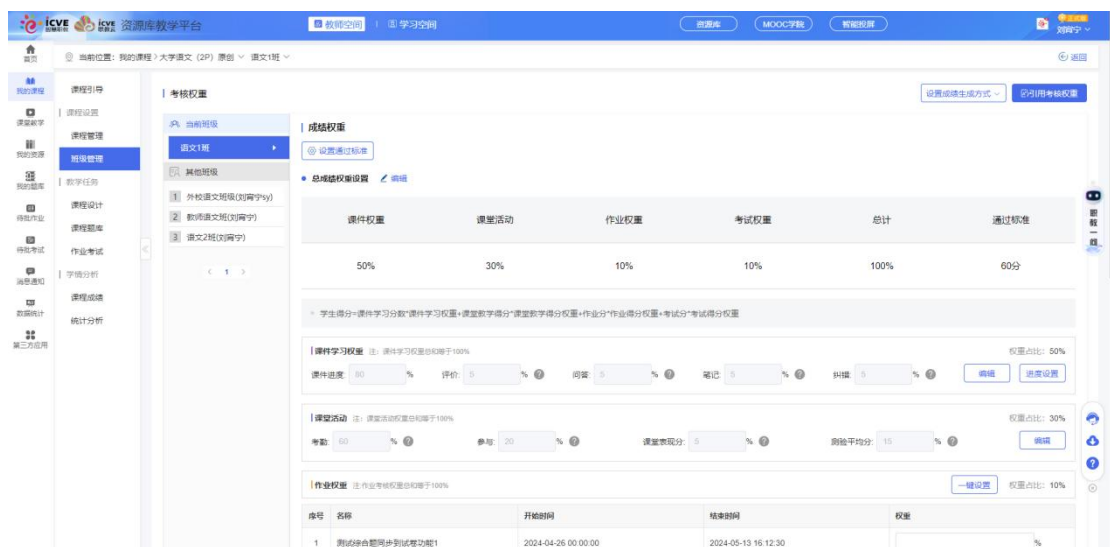 icve 智慧职教 icve 职教云 资源库教学平台 教师空间 学习空间 资源库 MOOC学院 智能投屏
首页 当前位置：我的课程 > 大学语文（2P）原创 语文1班 返回
我的课程
课堂教学
我的资源
我的题库
待批作业
待批考试
消息通知
数据统计
第三方应用
课程引导
课程设置
课程管理
班级管理
教学任务
课程设计
课程题库
作业考试
学情分析
课程成绩
统计分析
考核权重 设置成绩生成方式 引用考核权重
当前班级
语文1班
其他班级
1 外校语文班级(刘宵宁sy)
2 教师语文班(刘宵宁)
3 语文2班(刘宵宁)
< 1 >
成绩权重
设置通过标准
总成绩权重设置 编辑
课件权重 课堂活动 作业权重 考试权重 总计 通过标准
50% 30% 10% 10% 100% 60分
学生得分=课件学习分数*课件学习权重+课堂教学得分*课堂教学得分权重+作业分*作业得分权重+考试分*考试得分权重
课件学习权重 注：课件学习权重总和等于100% 权重占比：50%
课件进度: 80 % 评价: 5 % 问答: 5 % 笔记: 5 % 纠错: 5 % 编辑 进度设置
课堂活动 注：课堂活动权重总和等于100% 权重占比：30%
考勤: 60 % 参与: 20 % 课堂表现分: 5 % 测验平均分: 15 % 编辑
作业权重 注:作业考核权重总和等于100% 一键设置 权重占比：10%
序号 名称 开始时间 结束时间 权重
1 测试综合题同步到试卷功能1 2024-04-26 00:00:00 2024-05-13 16:12:30 %